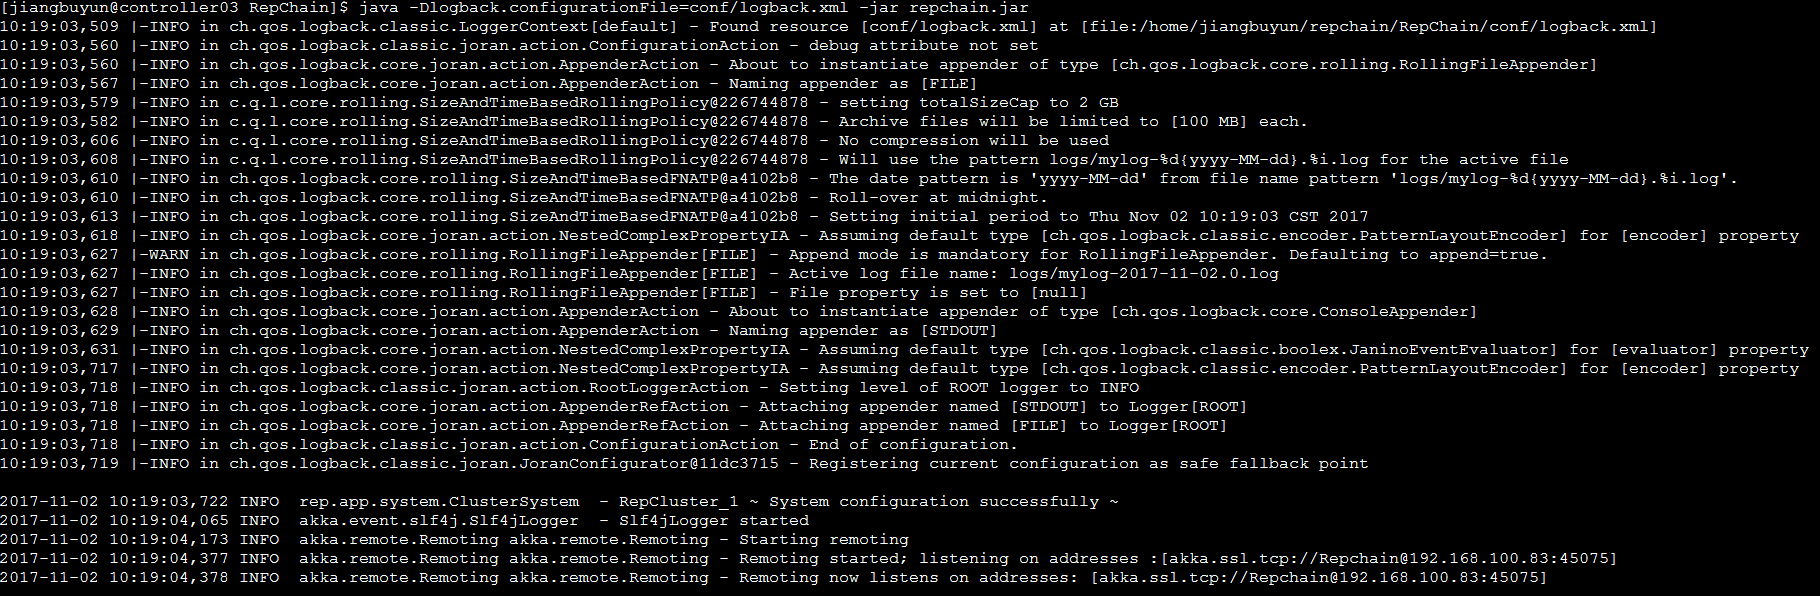 [jiangbuyun@controller03 RepChain]$ java -Dlogback.configurationFile=conf/logback.xml -jar repchain.jar
10:19:03,509 |-INFO in ch.qos.logback.classic.LoggerContext[default] - Found resource [conf/logback.xml] at [file:/home/jiangbuyun/repchain/RepChain/conf/logback.xml]
10:19:03,560 |-INFO in ch.qos.logback.classic.joran.action.ConfigurationAction - debug attribute not set
10:19:03,560 |-INFO in ch.qos.logback.core.joran.action.AppenderAction - About to instantiate appender of type [ch.qos.logback.core.rolling.RollingFileAppender]
10:19:03,567 |-INFO in ch.qos.logback.core.joran.action.AppenderAction - Naming appender as [FILE]
10:19:03,579 |-INFO in c.q.l.core.rolling.SizeAndTimeBasedRollingPolicy@226744878 - setting totalSizeCap to 2 GB
10:19:03,582 |-INFO in c.q.l.core.rolling.SizeAndTimeBasedRollingPolicy@226744878 - Archive files will be limited to [100 MB] each.
10:19:03,606 |-INFO in c.q.l.core.rolling.SizeAndTimeBasedRollingPolicy@226744878 - No compression will be used
10:19:03,608 |-INFO in c.q.l.core.rolling.SizeAndTimeBasedRollingPolicy@226744878 - Will use the pattern logs/mylog-%d{yyyy-MM-dd}.%i.log for the active file
10:19:03,610 |-INFO in ch.qos.logback.core.rolling.SizeAndTimeBasedFNATP@a4102b8 - The date pattern is 'yyyy-MM-dd' from file name pattern 'logs/mylog-%d{yyyy-MM-dd}.%i.log'.
10:19:03,610 |-INFO in ch.qos.logback.core.rolling.SizeAndTimeBasedFNATP@a4102b8 - Roll-over at midnight.
10:19:03,613 |-INFO in ch.qos.logback.core.rolling.SizeAndTimeBasedFNATP@a4102b8 - Setting initial period to Thu Nov 02 10:19:03 CST 2017
10:19:03,618 |-INFO in ch.qos.logback.core.joran.action.NestedComplexPropertyIA - Assuming default type [ch.qos.logback.classic.encoder.PatternLayoutEncoder] for [encoder] property
10:19:03,627 |-WARN in ch.qos.logback.core.rolling.RollingFileAppender[FILE] - Append mode is mandatory for RollingFileAppender. Defaulting to append=true.
10:19:03,627 |-INFO in ch.qos.logback.core.rolling.RollingFileAppender[FILE] - Active log file name: logs/mylog-2017-11-02.0.log
10:19:03,627 |-INFO in ch.qos.logback.core.rolling.RollingFileAppender[FILE] - File property is set to [null]
10:19:03,628 |-INFO in ch.qos.logback.core.joran.action.AppenderAction - About to instantiate appender of type [ch.qos.logback.core.ConsoleAppender]
10:19:03,629 |-INFO in ch.qos.logback.core.joran.action.AppenderAction - Naming appender as [STDOUT]
10:19:03,631 |-INFO in ch.qos.logback.core.joran.action.NestedComplexPropertyIA - Assuming default type [ch.qos.logback.classic.boolex.JaninoEventEvaluator] for [evaluator] property
10:19:03,717 |-INFO in ch.qos.logback.core.joran.action.NestedComplexPropertyIA - Assuming default type [ch.qos.logback.classic.encoder.PatternLayoutEncoder] for [encoder] property
10:19:03,718 |-INFO in ch.qos.logback.classic.joran.action.RootLoggerAction - Setting level of ROOT logger to INFO
10:19:03,718 |-INFO in ch.qos.logback.core.joran.action.AppenderRefAction - Attaching appender named [STDOUT] to Logger[ROOT]
10:19:03,718 |-INFO in ch.qos.logback.core.joran.action.AppenderRefAction - Attaching appender named [FILE] to Logger[ROOT]
10:19:03,718 |-INFO in ch.qos.logback.classic.joran.action.ConfigurationAction - End of configuration.
10:19:03,719 |-INFO in ch.qos.logback.classic.joran.JoranConfigurator@11dc3715 - Registering current configuration as safe fallback point
2017-11-02 10:19:03,722 INFO  rep.app.system.ClusterSystem  - RepCluster_1 ~ System configuration successfully ~
2017-11-02 10:19:04,065 INFO  akka.event.slf4j.Slf4jLogger  - Slf4jLogger started
2017-11-02 10:19:04,173 INFO  akka.remote.Remoting akka.remote.Remoting - Starting remoting
2017-11-02 10:19:04,377 INFO  akka.remote.Remoting akka.remote.Remoting - Remoting started; listening on addresses :[akka.ssl.tcp://Repchain@192.168.100.83:45075]
2017-11-02 10:19:04,378 INFO  akka.remote.Remoting akka.remote.Remoting - Remoting now listens on addresses: [akka.ssl.tcp://Repchain@192.168.100.83:45075]